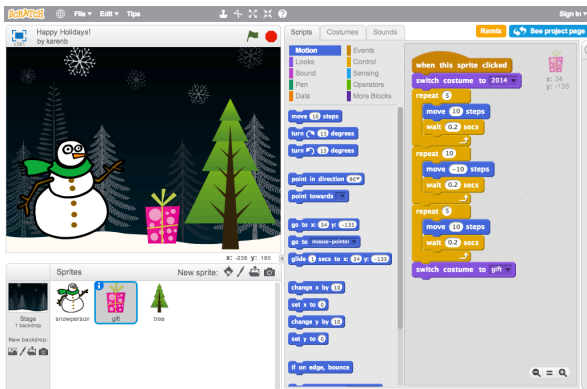 SCRATCH File Edit Tips Sign in
Happy Holidays!
by karenb
Scripts Costumes Sounds
Remix See project page
Motion Events
Looks Control
Sound Sensing
Pen Operators
Data More Blocks
move 10 steps
turn 15 degrees
turn 15 degrees
point in direction 90
point towards
go to x: 34 y: -135
go to mouse-pointer
glide 1 secs to x: 34 y: -135
change x by 10
set x to 0
change y by 10
set y to 0
if on edge, bounce
when this sprite clicked
switch costume to 2014
repeat 5
move 10 steps
wait 0.2 secs
repeat 10
move -10 steps
wait 0.2 secs
repeat 5
move 10 steps
wait 0.2 secs
switch costume to gift
x: 34
y: -135
X: -238 y: 180
Sprites New sprite:
Stage
1 backdrop
New backdrop:
snowperson gift tree